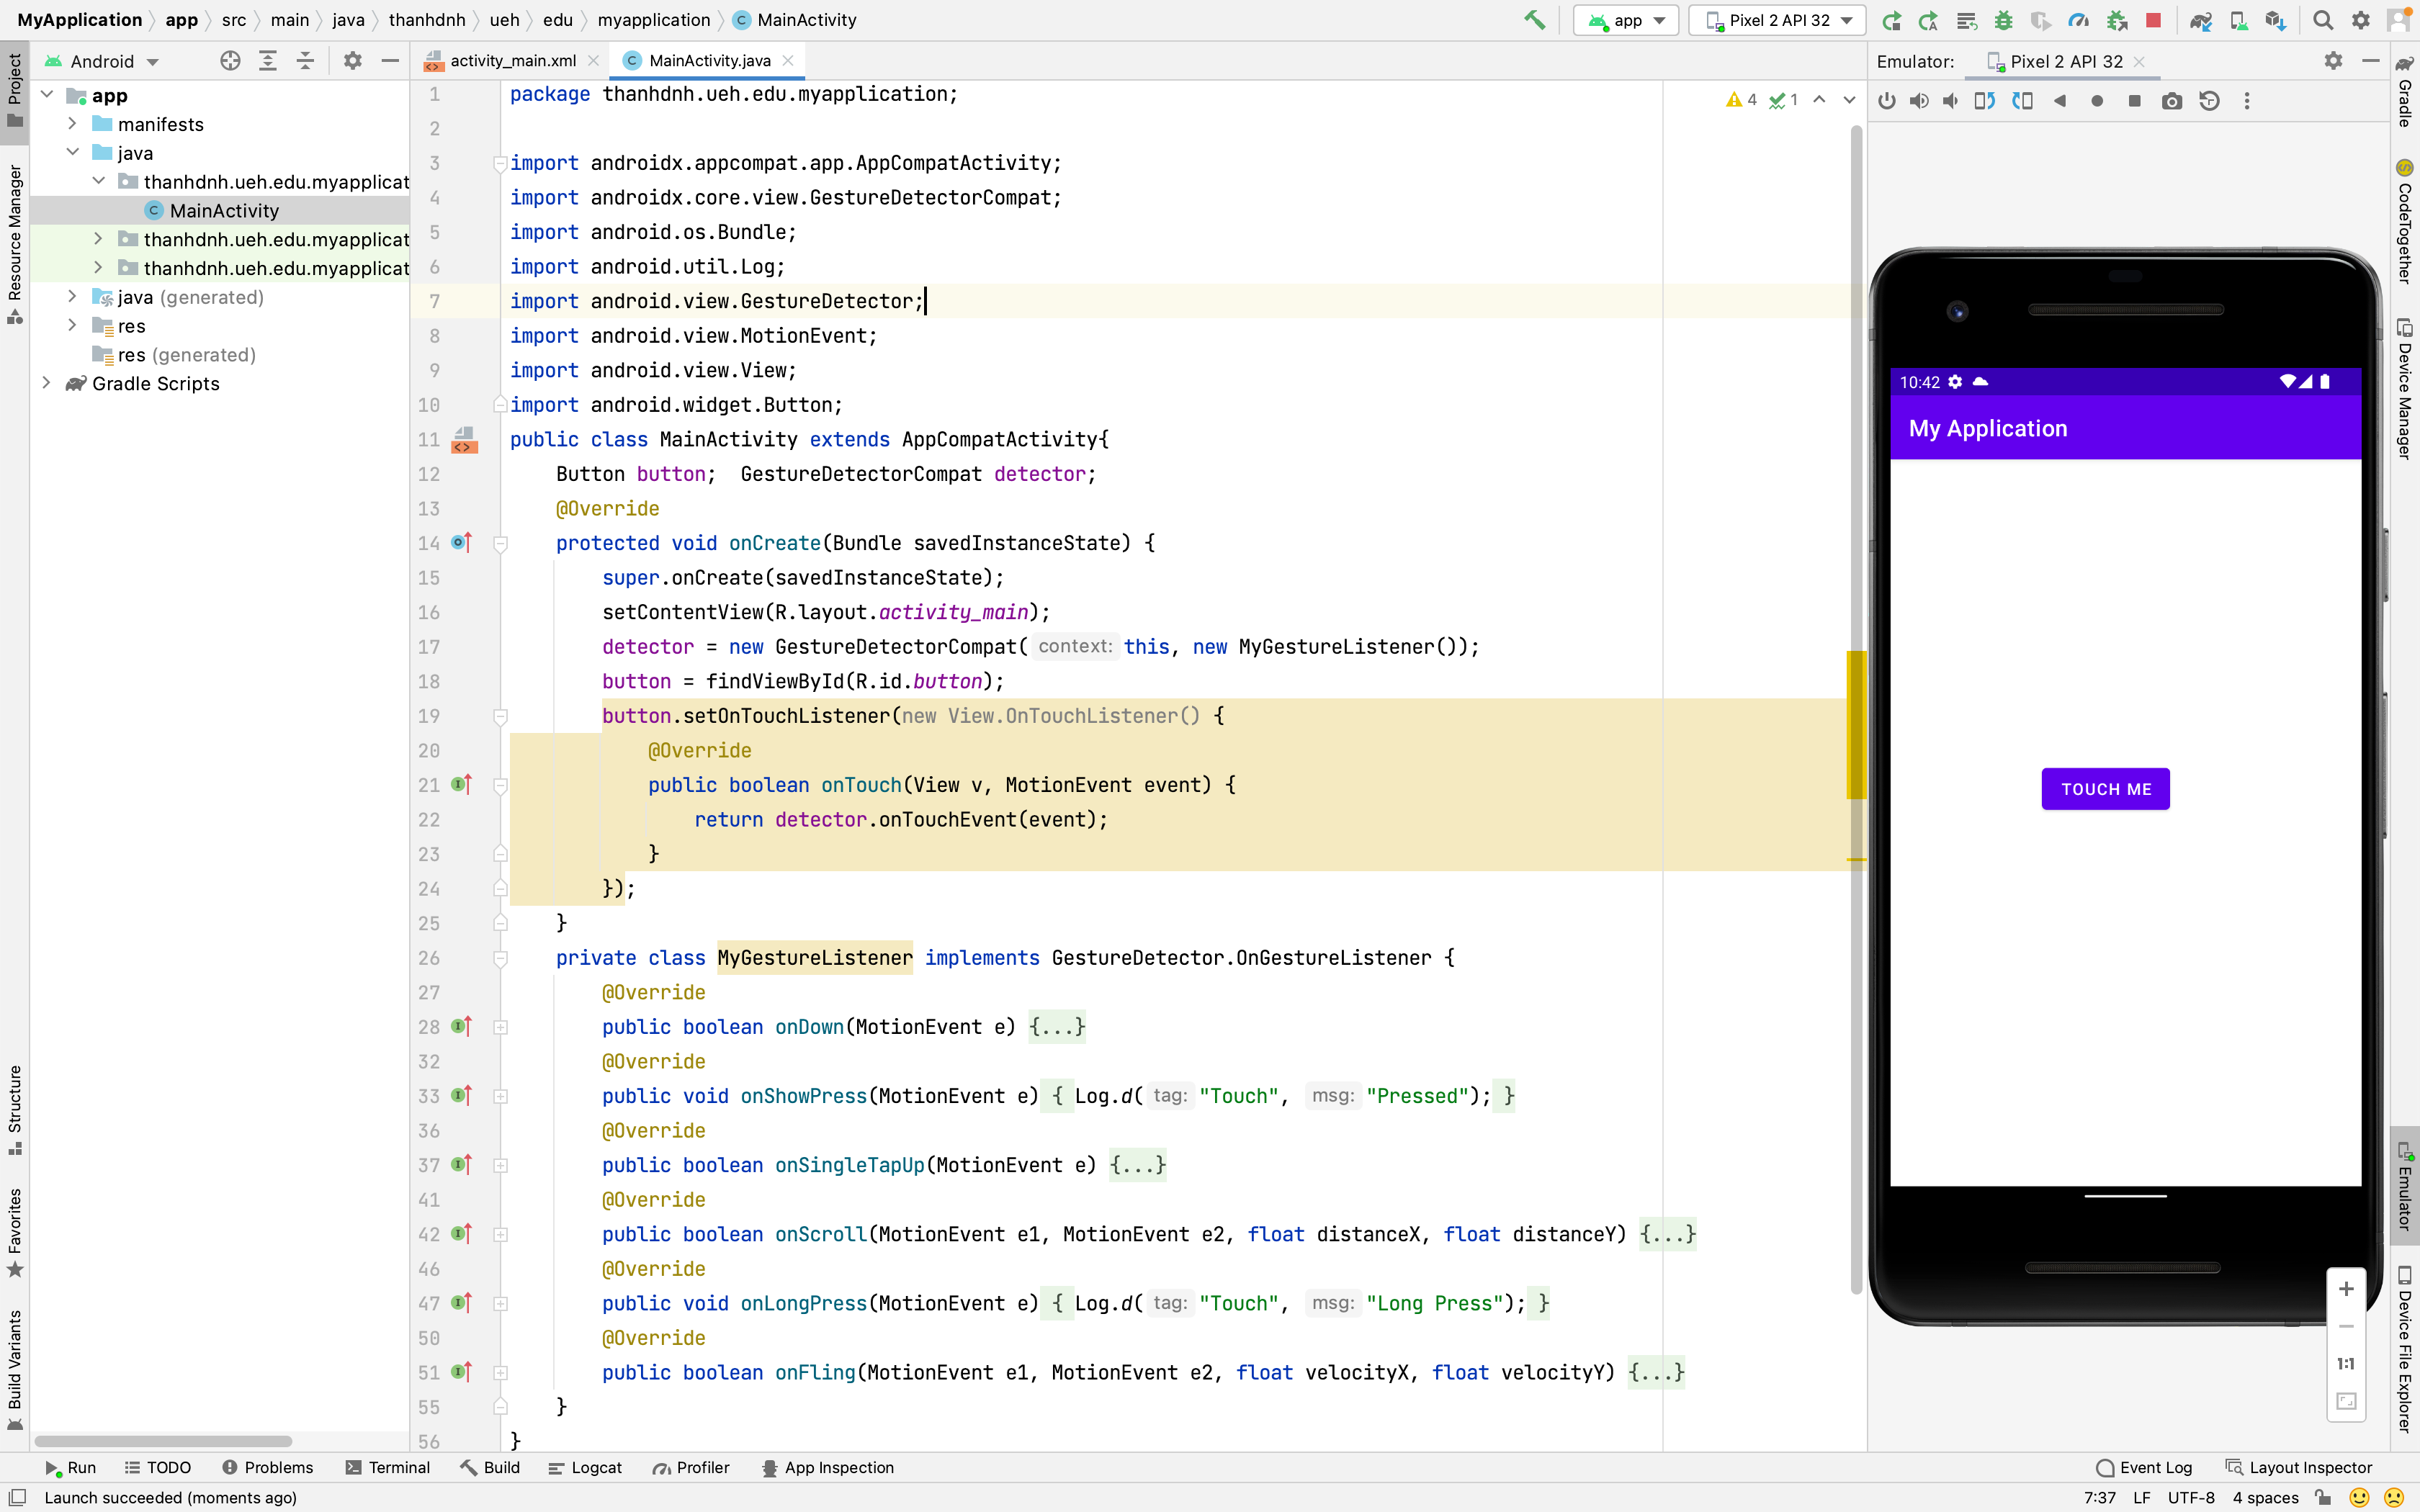 MyApplication app src main java thanhdnh ueh edu myapplication MainActivity
app Pixel 2 API 32
Android
activity_main.xml MainActivity.java
Emulator: Pixel 2 API 32
Project
Resource Manager
Structure
Favorites
Build Variants
app
manifests
java
thanhdnh.ueh.edu.myapplicat
MainActivity
thanhdnh.ueh.edu.myapplicat
thanhdnh.ueh.edu.myapplicat
java (generated)
res
res (generated)
Gradle Scripts
4 1
1 package thanhdnh.ueh.edu.myapplication;
2
3 import androidx.appcompat.app.AppCompatActivity;
4 import androidx.core.view.GestureDetectorCompat;
5 import android.os.Bundle;
6 import android.util.Log;
7 import android.view.GestureDetector;
8 import android.view.MotionEvent;
9 import android.view.View;
10 import android.widget.Button;
11 public class MainActivity extends AppCompatActivity{
12 Button button; GestureDetectorCompat detector;
13 @Override
14 protected void onCreate(Bundle savedInstanceState) {
15 super.onCreate(savedInstanceState);
16 setContentView(R.layout.activity_main);
17 detector = new GestureDetectorCompat( context: this, new MyGestureListener());
18 button = findViewById(R.id.button);
19 button.setOnTouchListener(new View.OnTouchListener() {
20 @Override
21 public boolean onTouch(View v, MotionEvent event) {
22 return detector.onTouchEvent(event);
23 }
24 });
25 }
26 private class MyGestureListener implements GestureDetector.OnGestureListener {
27 @Override
28 public boolean onDown(MotionEvent e) {...}
32 @Override
33 public void onShowPress(MotionEvent e) { Log.d( tag: "Touch", msg: "Pressed"); }
36 @Override
37 public boolean onSingleTapUp(MotionEvent e) {...}
41 @Override
42 public boolean onScroll(MotionEvent e1, MotionEvent e2, float distanceX, float distanceY) {...}
46 @Override
47 public void onLongPress(MotionEvent e) { Log.d( tag: "Touch", msg: "Long Press"); }
50 @Override
51 public boolean onFling(MotionEvent e1, MotionEvent e2, float velocityX, float velocityY) {...}
55 }
56 }
10:42
My Application
TOUCH ME
1:1
Gradle
CodeTogether
Device Manager
Emulator
Device File Explorer
Run TODO Problems Terminal Build Logcat Profiler App Inspection Event Log Layout Inspector
Launch succeeded (moments ago) 7:37 LF UTF-8 4 spaces